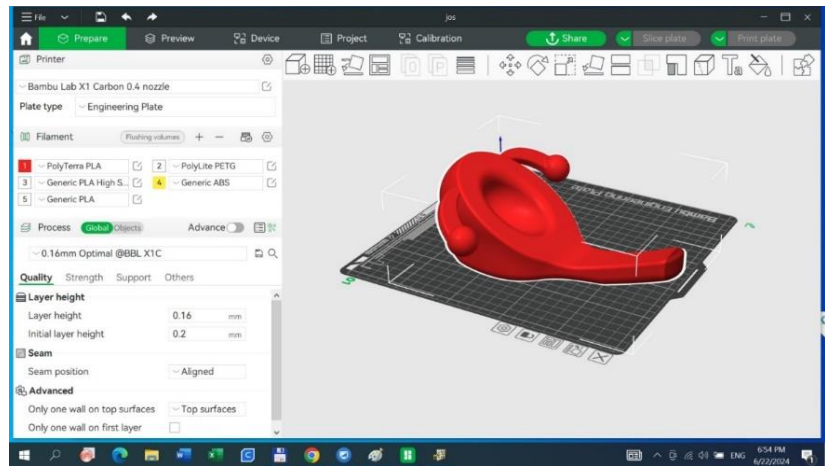 File
jos
Prepare
Preview
Device
Project
Calibration
Share
Slice plate
Print plate
Printer
Bambu Lab X1 Carbon 0.4 nozzle
Plate type
Engineering Plate
Filament
Flushing volumes
1 PolyTerra PLA
2 PolyLite PETG
3 Generic PLA High S...
4 Generic ABS
5 Generic PLA
Process
Global
Objects
Advance
0.16mm Optimal @BBL X1C
Quality
Strength
Support
Others
Layer height
Layer height
0.16
mm
Initial layer height
0.2
mm
Seam
Seam position
Aligned
Advanced
Only one wall on top surfaces
Top surfaces
Only one wall on first layer
Bambu Engineering Plate
ENG
6:54 PM
6/22/2024